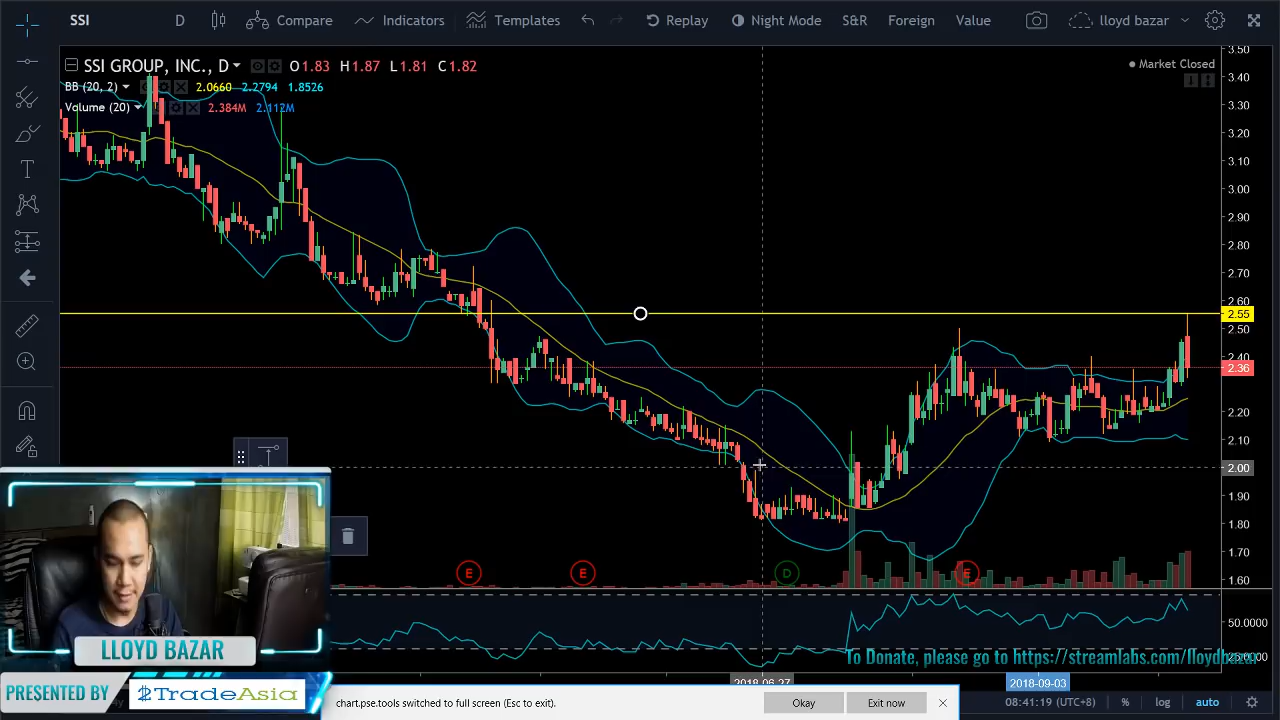 SSI D Compare Indicators Templates Replay Night Mode S&R Foreign Value lloyd bazar
SSI GROUP, INC., D O1.83 H1.87 L1.81 C1.82
Market Closed
BB (20, 2) 2.0660 2.2794 1.8526
Volume (20) 2.384M 2.112M
3.50
3.40
3.30
3.20
3.10
3.00
2.90
2.80
2.70
2.60
2.55
2.50
2.40
2.36
2.20
2.10
2.00
1.90
1.80
1.70
1.60
E E D E
50.0000
To Donate, please go to https://streamlabs.com/
2018-06-27 2018-09-03
08:41:19 (UTC+8) % log auto
LLOYD BAZAR
PRESENTED BY $TradeAsia
switched to full screen (Esc to exit). Okay Exit now